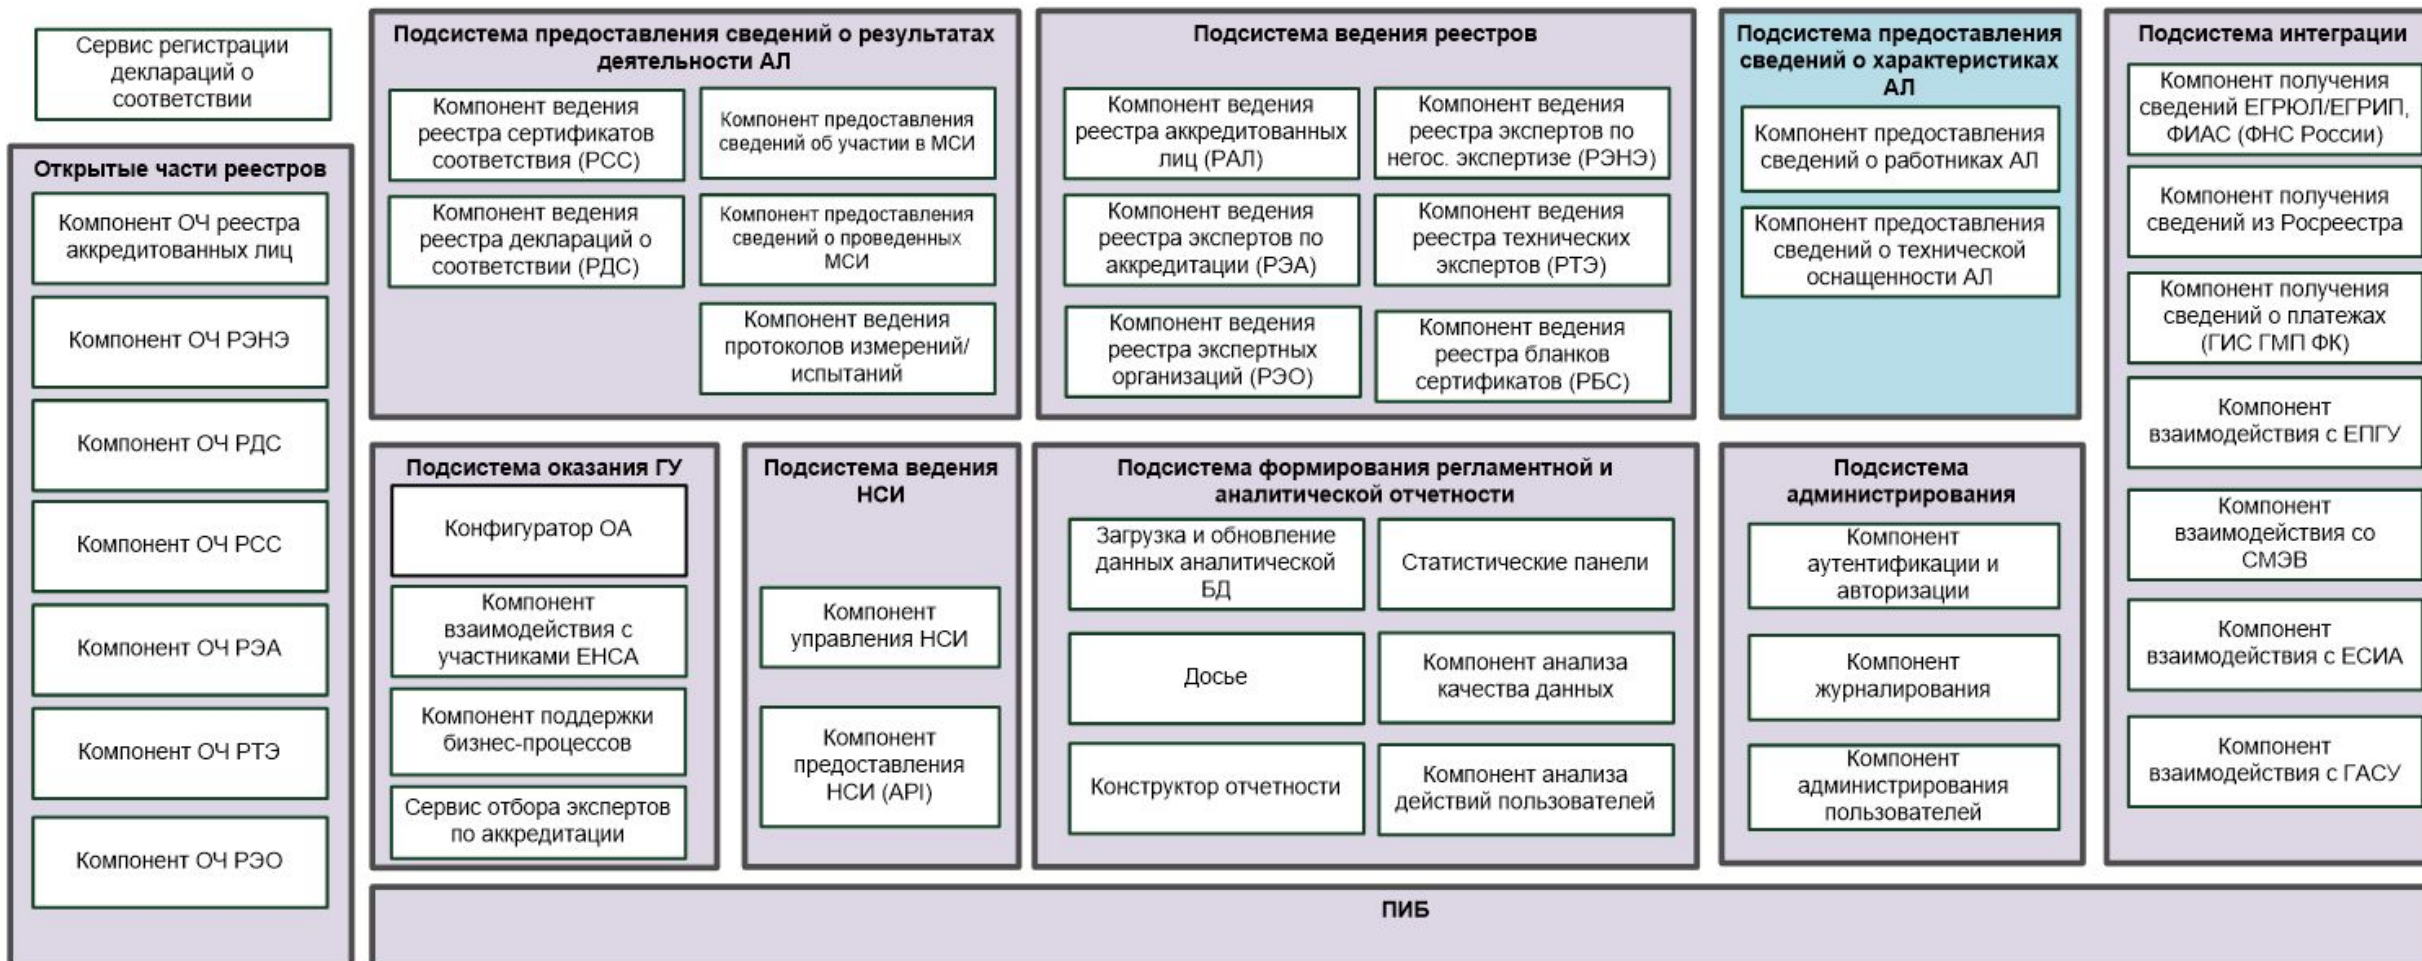 Сервис регистрации
деклараций о
соответствии
Открытые части реестров
Компонент ОЧ реестра
аккредитованных лиц
Компонент ОЧ РЭНЭ
Компонент ОЧ РДС
Компонент ОЧ РСС
Компонент ОЧ РЭА
Компонент ОЧ РТЭ
Компонент ОЧ РЭО
Подсистема предоставления сведений о результатах
деятельности АЛ
Компонент ведения
реестра сертификатов
соответствия (РСС)
Компонент предоставления
сведений об участии в МСИ
Компонент ведения
реестра деклараций о
соответствии (РДС)
Компонент предоставления
сведений о проведенных
МСИ
Компонент ведения
протоколов измерений/
испытаний
Подсистема ведения реестров
Компонент ведения
реестра аккредитованных
лиц (РАЛ)
Компонент ведения
реестра экспертов по
негос. экспертизе (РЭНЭ)
Компонент ведения
реестра экспертов по
аккредитации (РЭА)
Компонент ведения
реестра технических
экспертов (РТЭ)
Компонент ведения
реестра экспертных
организаций (РЭО)
Компонент ведения
реестра бланков
сертификатов (РБС)
Подсистема предоставления
сведений о характеристиках
АЛ
Компонент предоставления
сведений о работниках АЛ
Компонент предоставления
сведений о технической
оснащенности АЛ
Подсистема интеграции
Компонент получения
сведений ЕГРЮЛ/ЕГРИП,
ФИАС (ФНС России)
Компонент получения
сведений из Росреестра
Компонент получения
сведений о платежах
(ГИС ГМП ФК)
Компонент
взаимодействия с ЕПГУ
Компонент
взаимодействия со
СМЭВ
Компонент
взаимодействия с ЕСИА
Компонент
взаимодействия с ГАСУ
Подсистема оказания ГУ
Конфигуратор ОА
Компонент
взаимодействия с
участниками ЕНСА
Компонент поддержки
бизнес-процессов
Сервис отбора экспертов
по аккредитации
Подсистема ведения
НСИ
Компонент
управления НСИ
Компонент
предоставления
НСИ (API)
Подсистема формирования регламентной и
аналитической отчетности
Загрузка и обновление
данных аналитической
БД
Статистические панели
Досье
Компонент анализа
качества данных
Конструктор отчетности
Компонент анализа
действий пользователей
Подсистема
администрирования
Компонент
аутентификации и
авторизации
Компонент
журналирования
Компонент
администрирования
пользователей
ПИБ